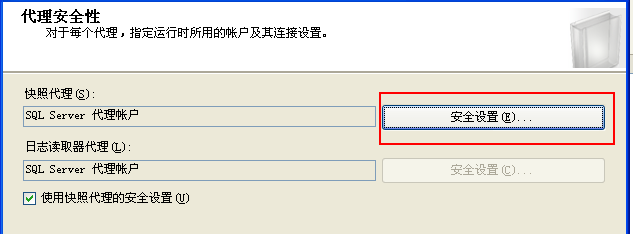 代理安全性
对于每个代理，指定运行时所用的帐户及其连接设置。
快照代理(S):
SQL Server 代理帐户
安全设置(E)...
日志读取器代理(L):
SQL Server 代理帐户
安全设置(C)...
使用快照代理的安全设置(U)